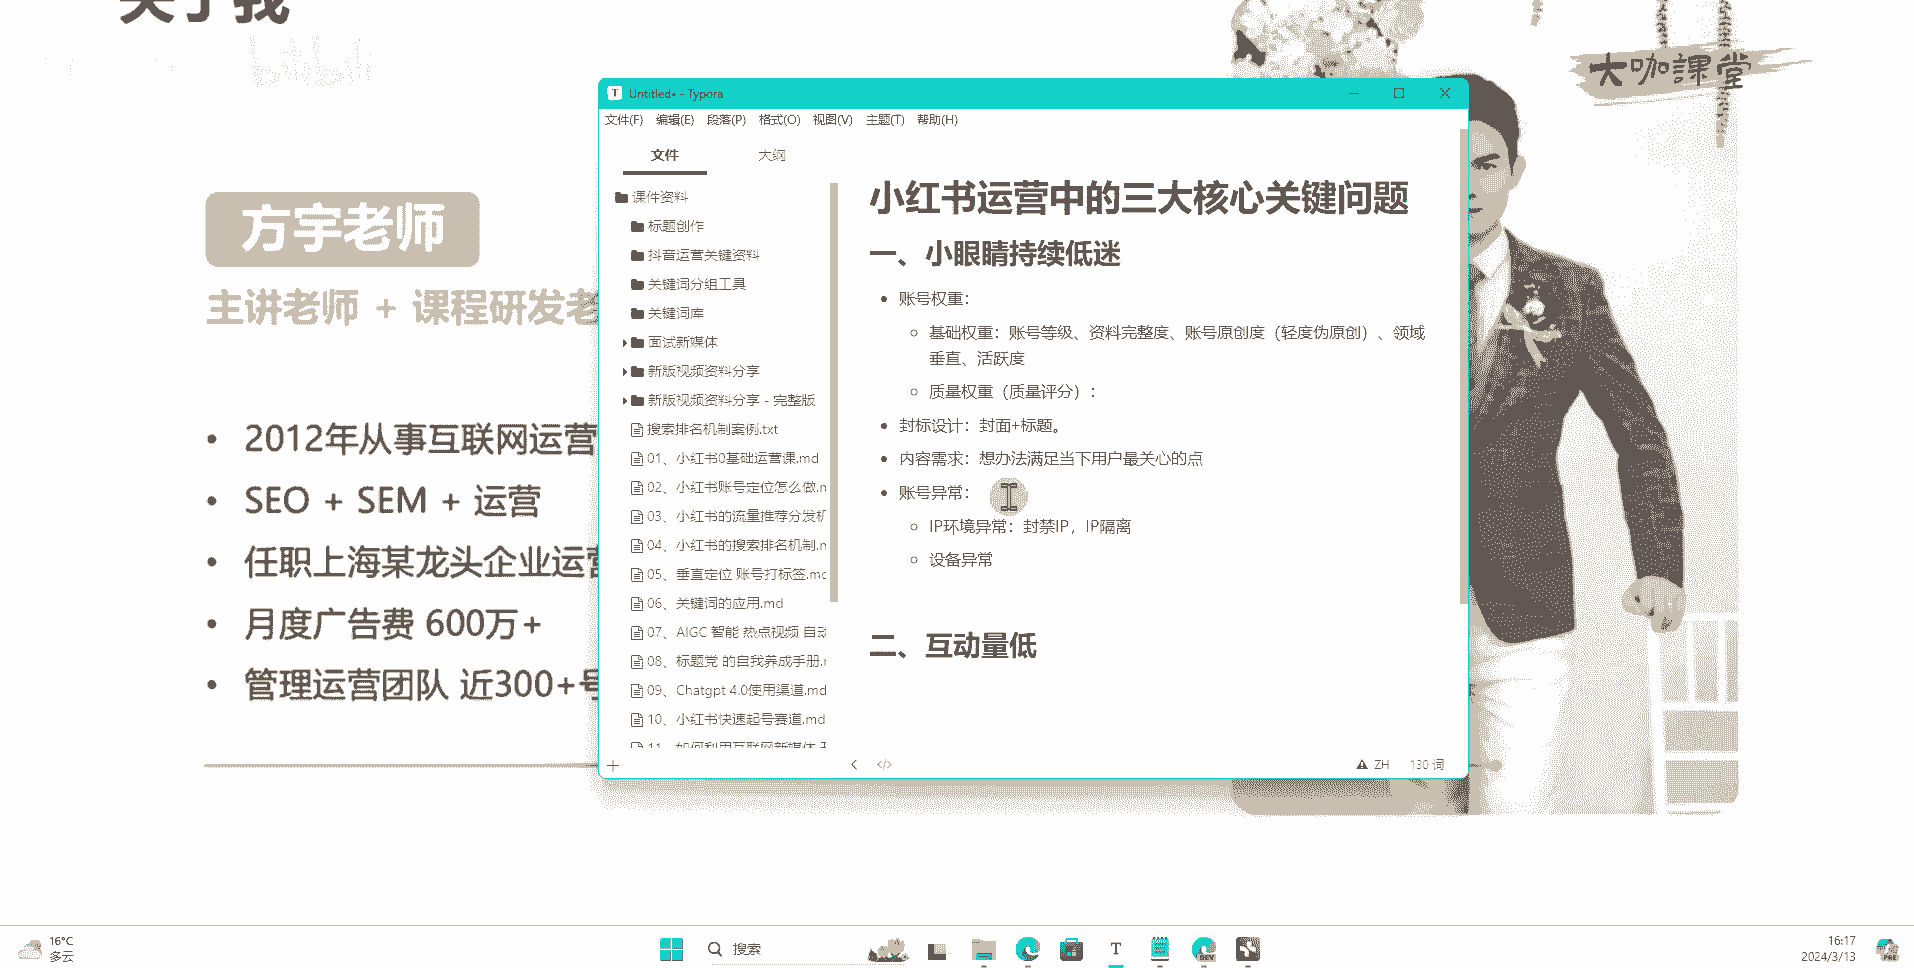 关于我
bilibili
大咖課堂
方宇老师
主讲老师 + 课程研发老
2012年从事互联网运营
SEO + SEM + 运营
任职上海某龙头企业运营
月度广告费 600万+
管理运营团队 近300+号
Untitled• - Typora
文件(F) 编辑(E) 段落(P) 格式(O) 视图(V) 主题(T) 帮助(H)
文件 大纲
课件资料
标题创作
抖音运营关键资料
关键词分组工具
关键词库
面试新媒体
新版视频资料分享
新版视频资料分享 - 完整版
搜索排名机制案例.txt
01、小红书0基础运营课.md
02、小红书账号定位怎么做.m
03、小红书的流量推荐分发机
04、小红书的搜索排名机制.m
05、垂直定位 账号打标签.md
06、关键词的应用.md
07、AIGC 智能 热点视频 自动
08、标题党 的自我养成手册.m
09、Chatgpt 4.0使用渠道.md
10、小红书快速起号赛道.md
11、如何利用互联网新媒体
小红书运营中的三大核心关键问题
一、小眼睛持续低迷
账号权重：
基础权重：账号等级、资料完整度、账号原创度（轻度伪原创）、领域
垂直、活跃度
质量权重（质量评分）：
封标设计：封面+标题。
内容需求：想办法满足当下用户最关心的点
账号异常：
IP环境异常：封禁IP，IP隔离
设备异常
二、互动量低
ZH 130 词
16°C
多云
搜索
T
DEV
16:17
2024/3/13
PRE